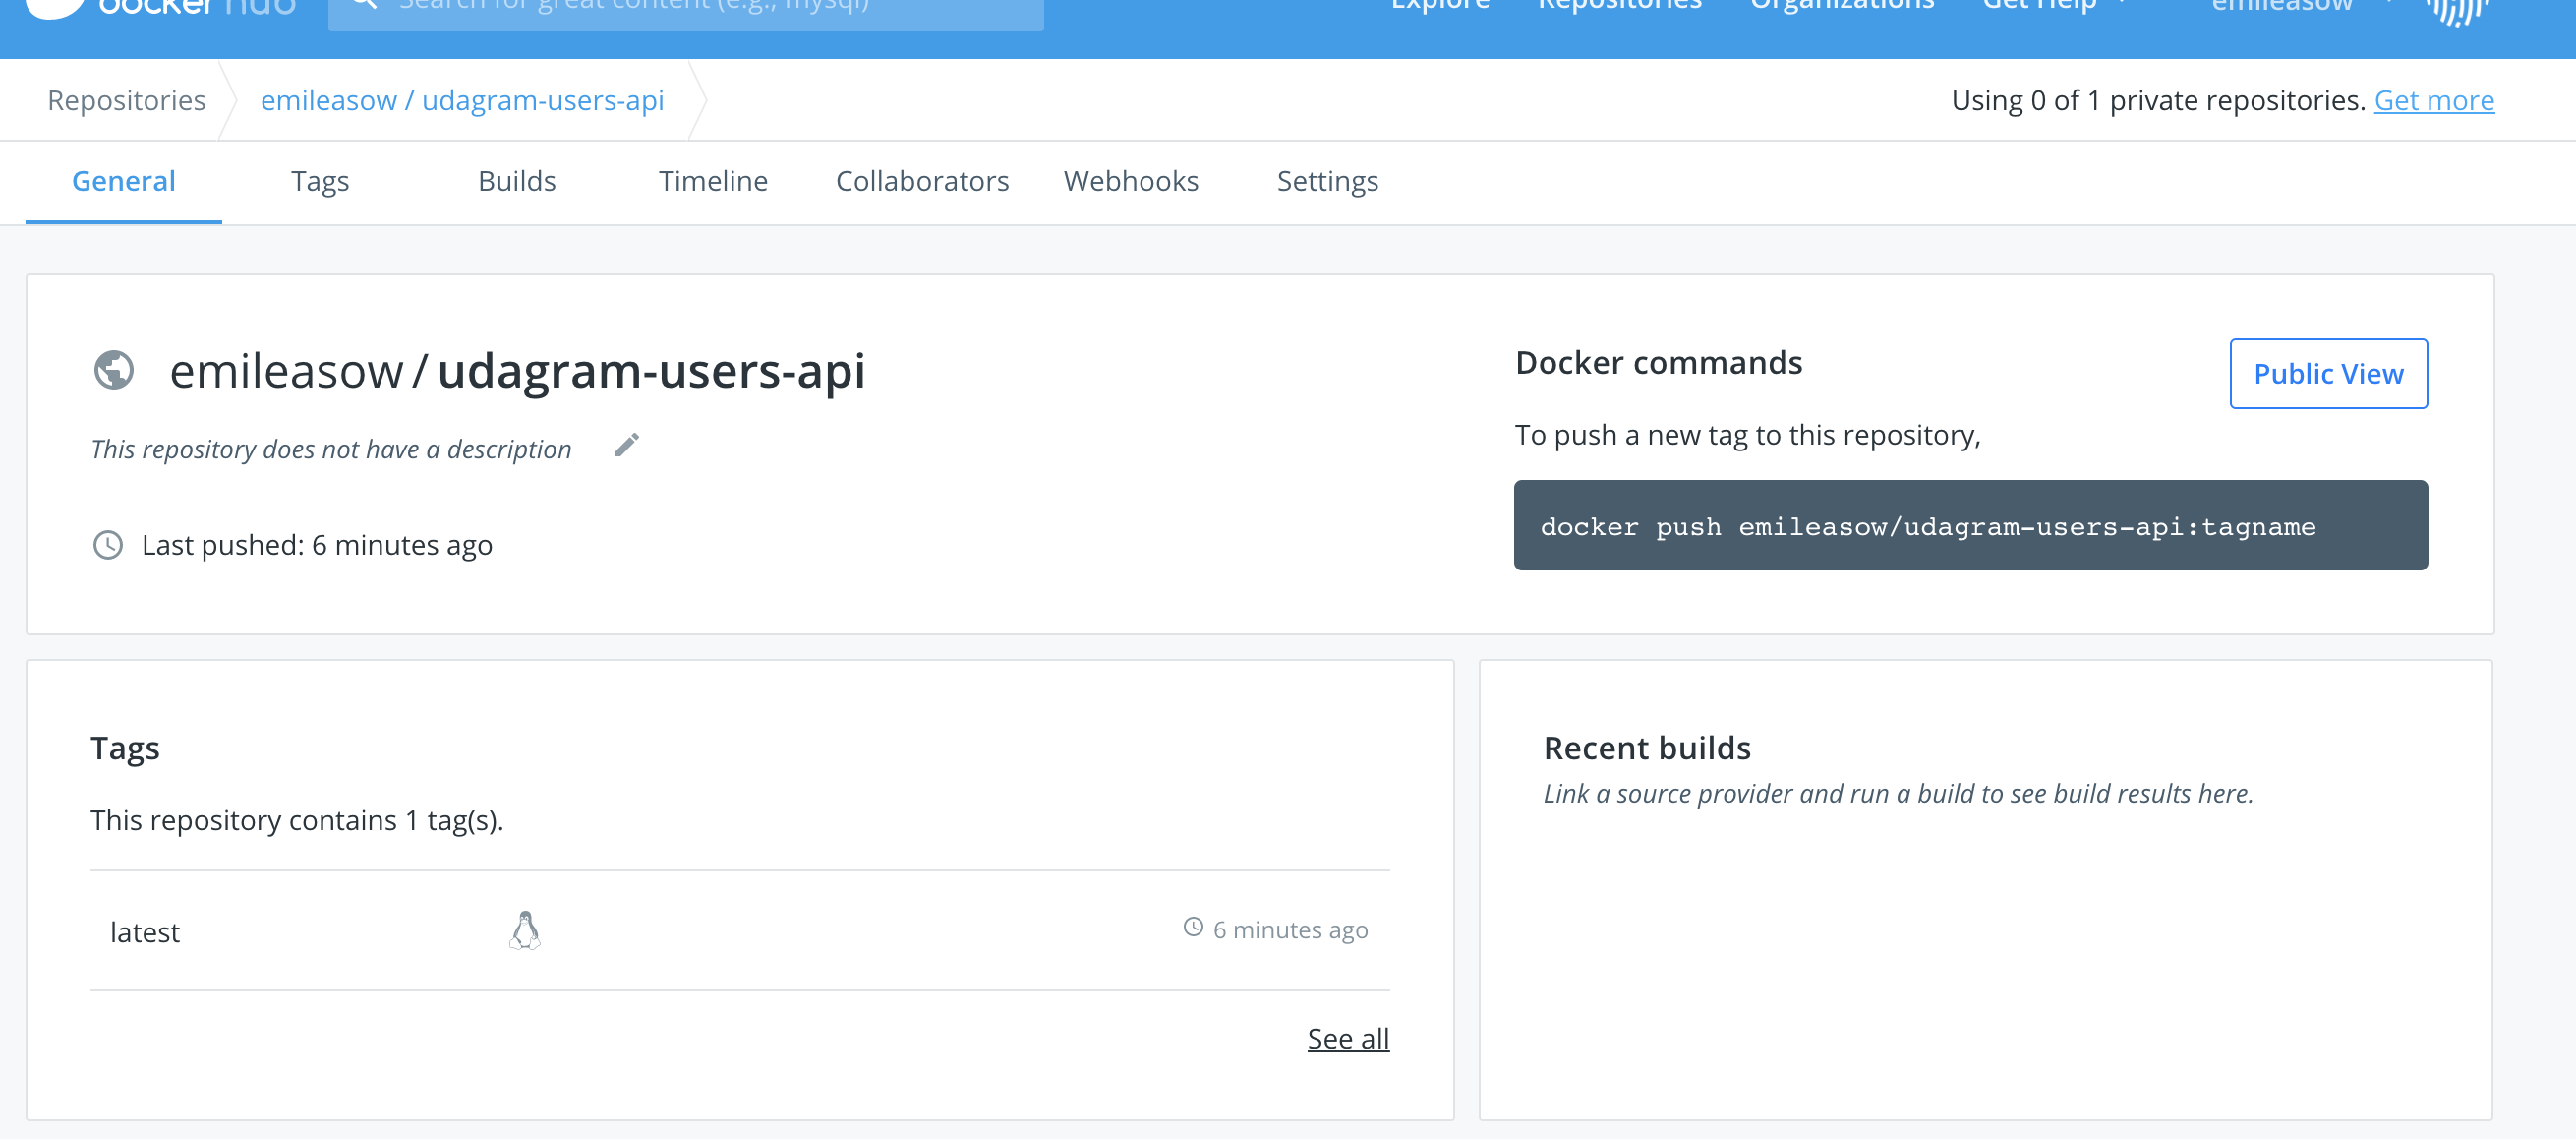 docker hub
Search for great content (e.g., mysql)
Explore Repositories Organizations Get Help emileasow
Repositories emileasow / udagram-users-api Using 0 of 1 private repositories. Get more
General Tags Builds Timeline Collaborators Webhooks Settings
emileasow / udagram-users-api
This repository does not have a description
Last pushed: 6 minutes ago
Docker commands
Public View
To push a new tag to this repository,
docker push emileasow/udagram-users-api:tagname
Tags
This repository contains 1 tag(s).
latest 6 minutes ago
See all
Recent builds
Link a source provider and run a build to see build results here.